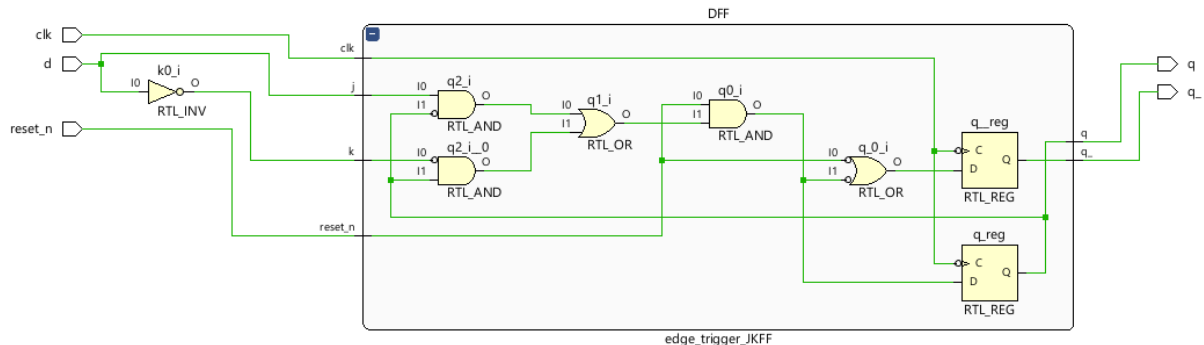 DFF
clk
d
reset_n
k0_i
I0
O
RTL_INV
clk
j
k
reset_n
q2_i
I0
I1
O
RTL_AND
q2_i__0
I0
I1
O
RTL_AND
q1_i
I0
I1
O
RTL_OR
q0_i
I0
I1
O
RTL_AND
q_0_i
I0
I1
O
RTL_OR
q__reg
C
D
Q
RTL_REG
q_reg
C
D
Q
RTL_REG
q
q_
q
q_
edge_trigger_JKFF